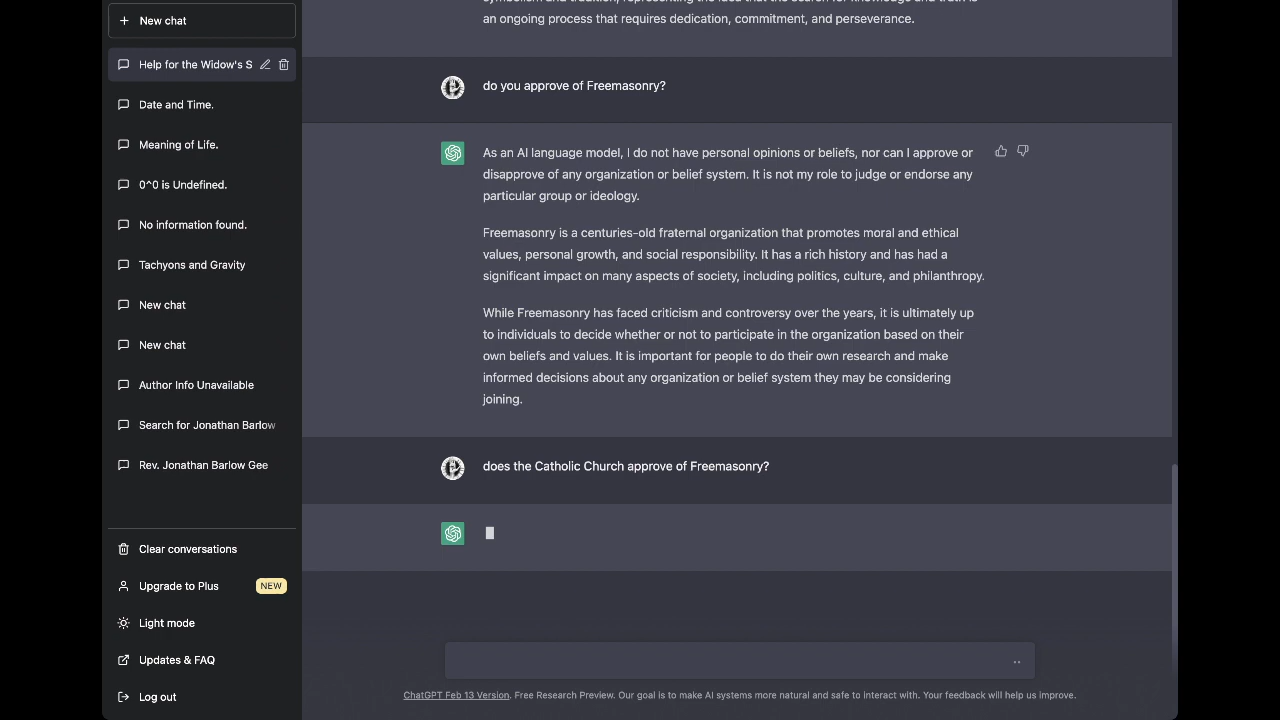 New chat
Help for the Widow's S
Date and Time.
Meaning of Life.
0^0 is Undefined.
No information found.
Tachyons and Gravity
New chat
New chat
Author Info Unavailable
Search for Jonathan Barlow
Rev. Jonathan Barlow Gee
Clear conversations
Upgrade to Plus NEW
Light mode
Updates & FAQ
Log out
an ongoing process that requires dedication, commitment, and perseverance.
do you approve of Freemasonry?
As an AI language model, I do not have personal opinions or beliefs, nor can I approve or
disapprove of any organization or belief system. It is not my role to judge or endorse any
particular group or ideology.
Freemasonry is a centuries-old fraternal organization that promotes moral and ethical
values, personal growth, and social responsibility. It has a rich history and has had a
significant impact on many aspects of society, including politics, culture, and philanthropy.
While Freemasonry has faced criticism and controversy over the years, it is ultimately up
to individuals to decide whether or not to participate in the organization based on their
own beliefs and values. It is important for people to do their own research and make
informed decisions about any organization or belief system they may be considering
joining.
does the Catholic Church approve of Freemasonry?
ChatGPT Feb 13 Version. Free Research Preview. Our goal is to make AI systems more natural and safe to interact with. Your feedback will help us improve.